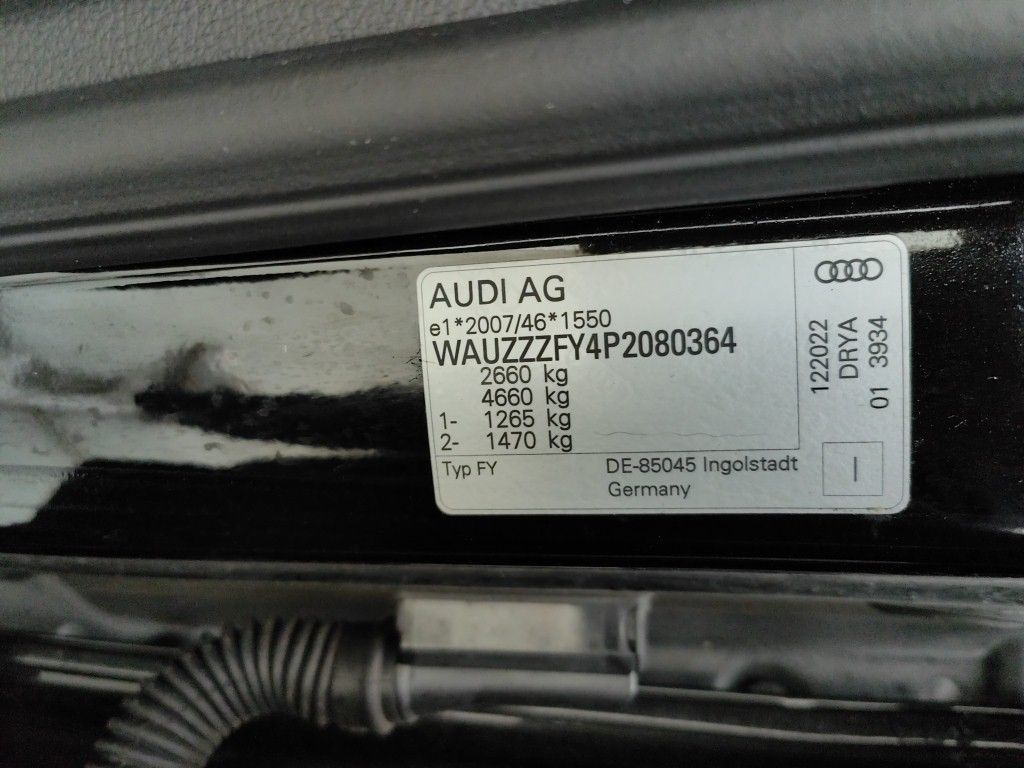 AUDI AG
e1*2007/46*1550
WAUZZZFY4P2080364
2660 kg
4660 kg
1- 1265 kg
2- 1470 kg
Typ FY
DE-85045 Ingolstadt
Germany
122022
DRYA
01 3934
I